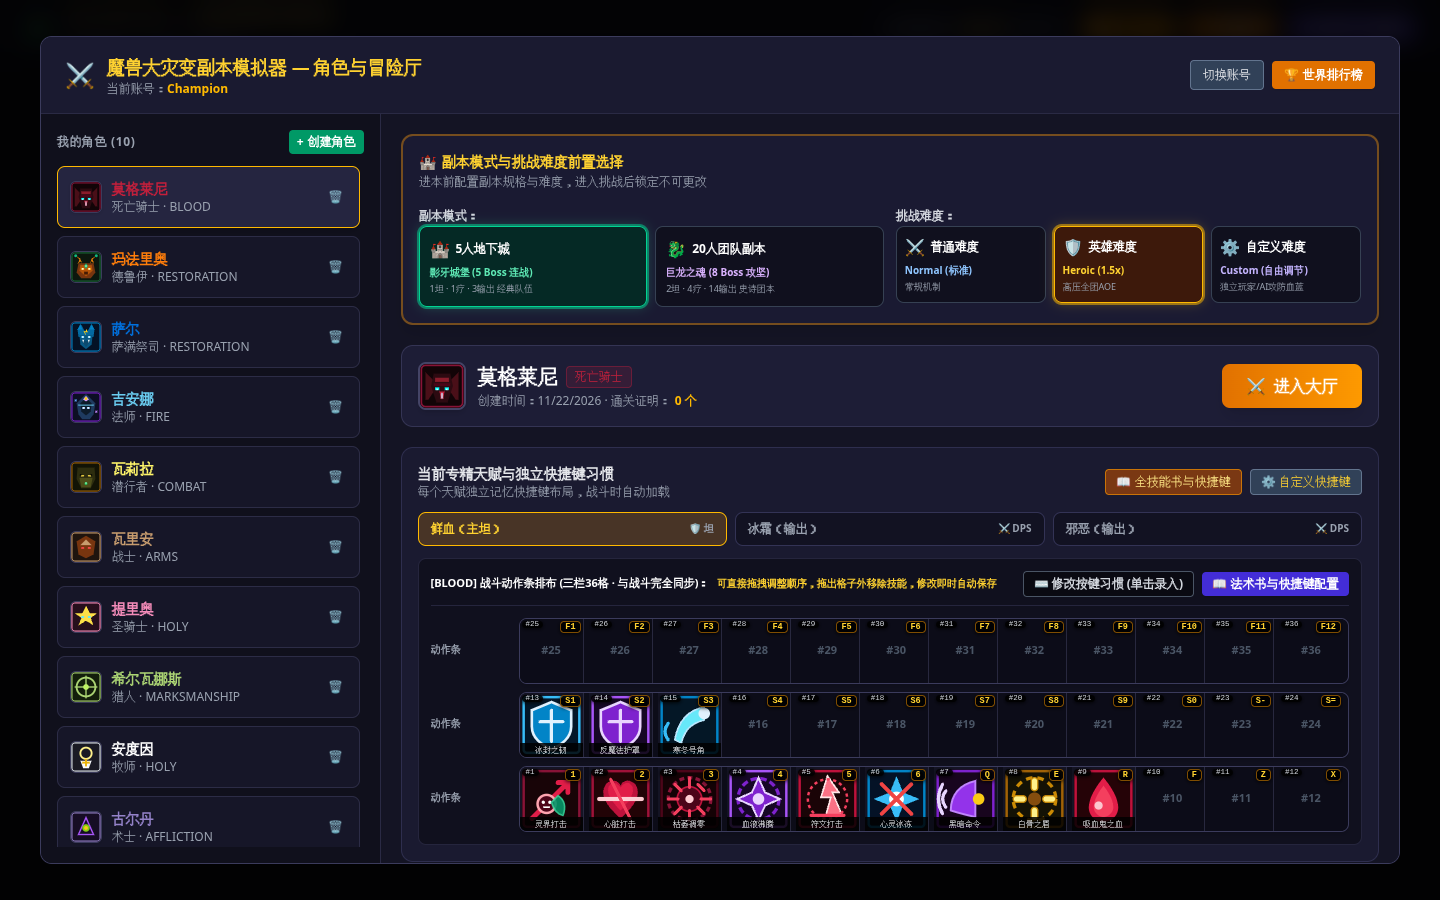 魔兽大灾变副本模拟器 — 角色与冒险厅
当前账号：Champion
切换账号
🏆 世界排行榜
我的角色 (10)
+ 创建角色
莫格莱尼
死亡骑士 · BLOOD
玛法里奥
德鲁伊 · RESTORATION
萨尔
萨满祭司 · RESTORATION
吉安娜
法师 · FIRE
瓦莉拉
潜行者 · COMBAT
瓦里安
战士 · ARMS
提里奥
圣骑士 · HOLY
希尔瓦娜斯
猎人 · MARKSMANSHIP
安度因
牧师 · HOLY
古尔丹
术士 · AFFLICTION
🏰 副本模式与挑战难度前置选择
进本前配置副本规格与难度，进入挑战后锁定不可更改
副本模式：
🏰 5人地下城
影牙城堡 (5 Boss 连战)
1坦 · 1疗 · 3输出 经典队伍
🐉 20人团队副本
巨龙之魂 (8 Boss 攻坚)
2坦 · 4疗 · 14输出 史诗团本
挑战难度：
⚔️ 普通难度
Normal (标准)
常规机制
🛡️ 英雄难度
Heroic (1.5x)
高压全团AOE
⚙️ 自定义难度
Custom (自由调节)
独立玩家/AI攻防血蓝
莫格莱尼 死亡骑士
创建时间：11/22/2026 · 通关证明： 0 个
⚔️ 进入大厅
当前专精天赋与独立快捷键习惯
每个天赋独立记忆快捷键布局，战斗时自动加载
📖 全技能书与快捷键
⚙️ 自定义快捷键
鲜血（主坦） 🛡️ 坦
冰霜（输出） ⚔️ DPS
邪恶（输出） ⚔️ DPS
[BLOOD] 战斗动作条排布 (三栏36格 · 与战斗完全同步)： 可直接拖拽调整顺序，拖出格子外移除技能，修改即时自动保存
⌨️ 修改按键习惯 (单击录入)
📖 法术书与快捷键配置
动作条
#25 F1 #26 F2 #27 F3 #28 F4 #29 F5 #30 F6 #31 F7 #32 F8 #33 F9 #34 F10 #35 F11 #36 F12
#25 #26 #27 #28 #29 #30 #31 #32 #33 #34 #35 #36
动作条
#13 S1 #14 S2 #15 S3 #16 S4 #17 S5 #18 S6 #19 S7 #20 S8 #21 S9 #22 S0 #23 S- #24 S=
#16 #17 #18 #19 #20 #21 #22 #23 #24
冰封之韧 反魔法护罩 寒冬号角
动作条
#1 1 #2 2 #3 3 #4 4 #5 5 #6 6 #7 Q #8 E #9 R #10 F #11 Z #12 X
#10 #11 #12
灵界打击 心脏打击 枯萎凋零 血液沸腾 符文打击 心灵冰冻 黑暗命令 白骨之盾 吸血鬼之血